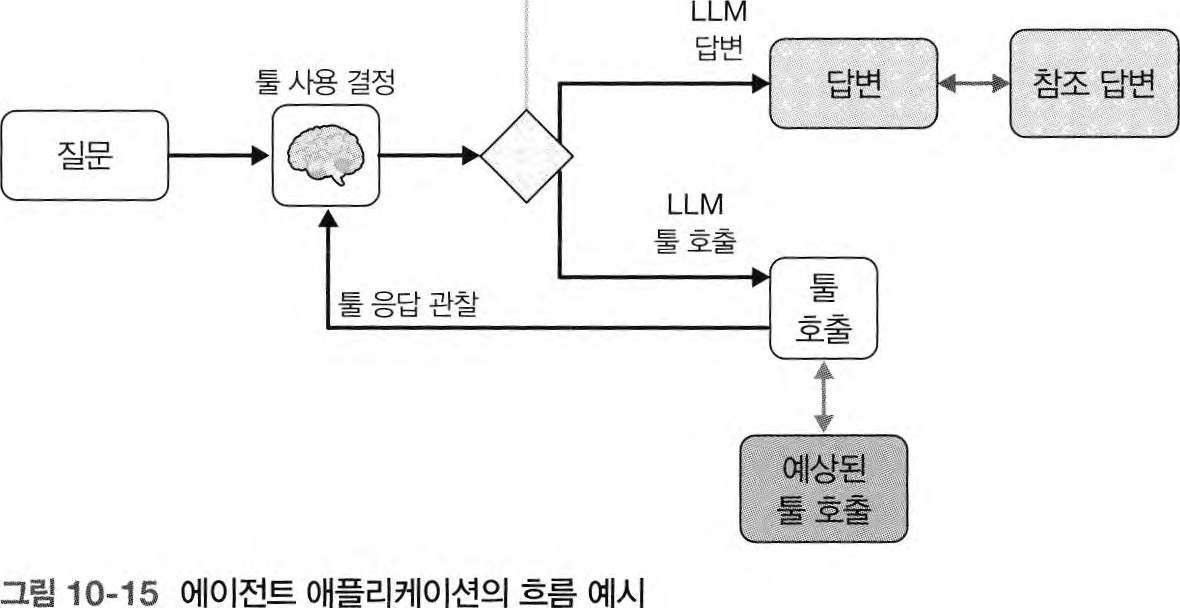 LLM
답변
툴 사용 결정
답변
참조 답변
질문
LLM
툴 호출
툴
호출
툴 응답 관찰
예상된
툴 호출
그림 10-15 에이전트 애플리케이션의 흐름 예시